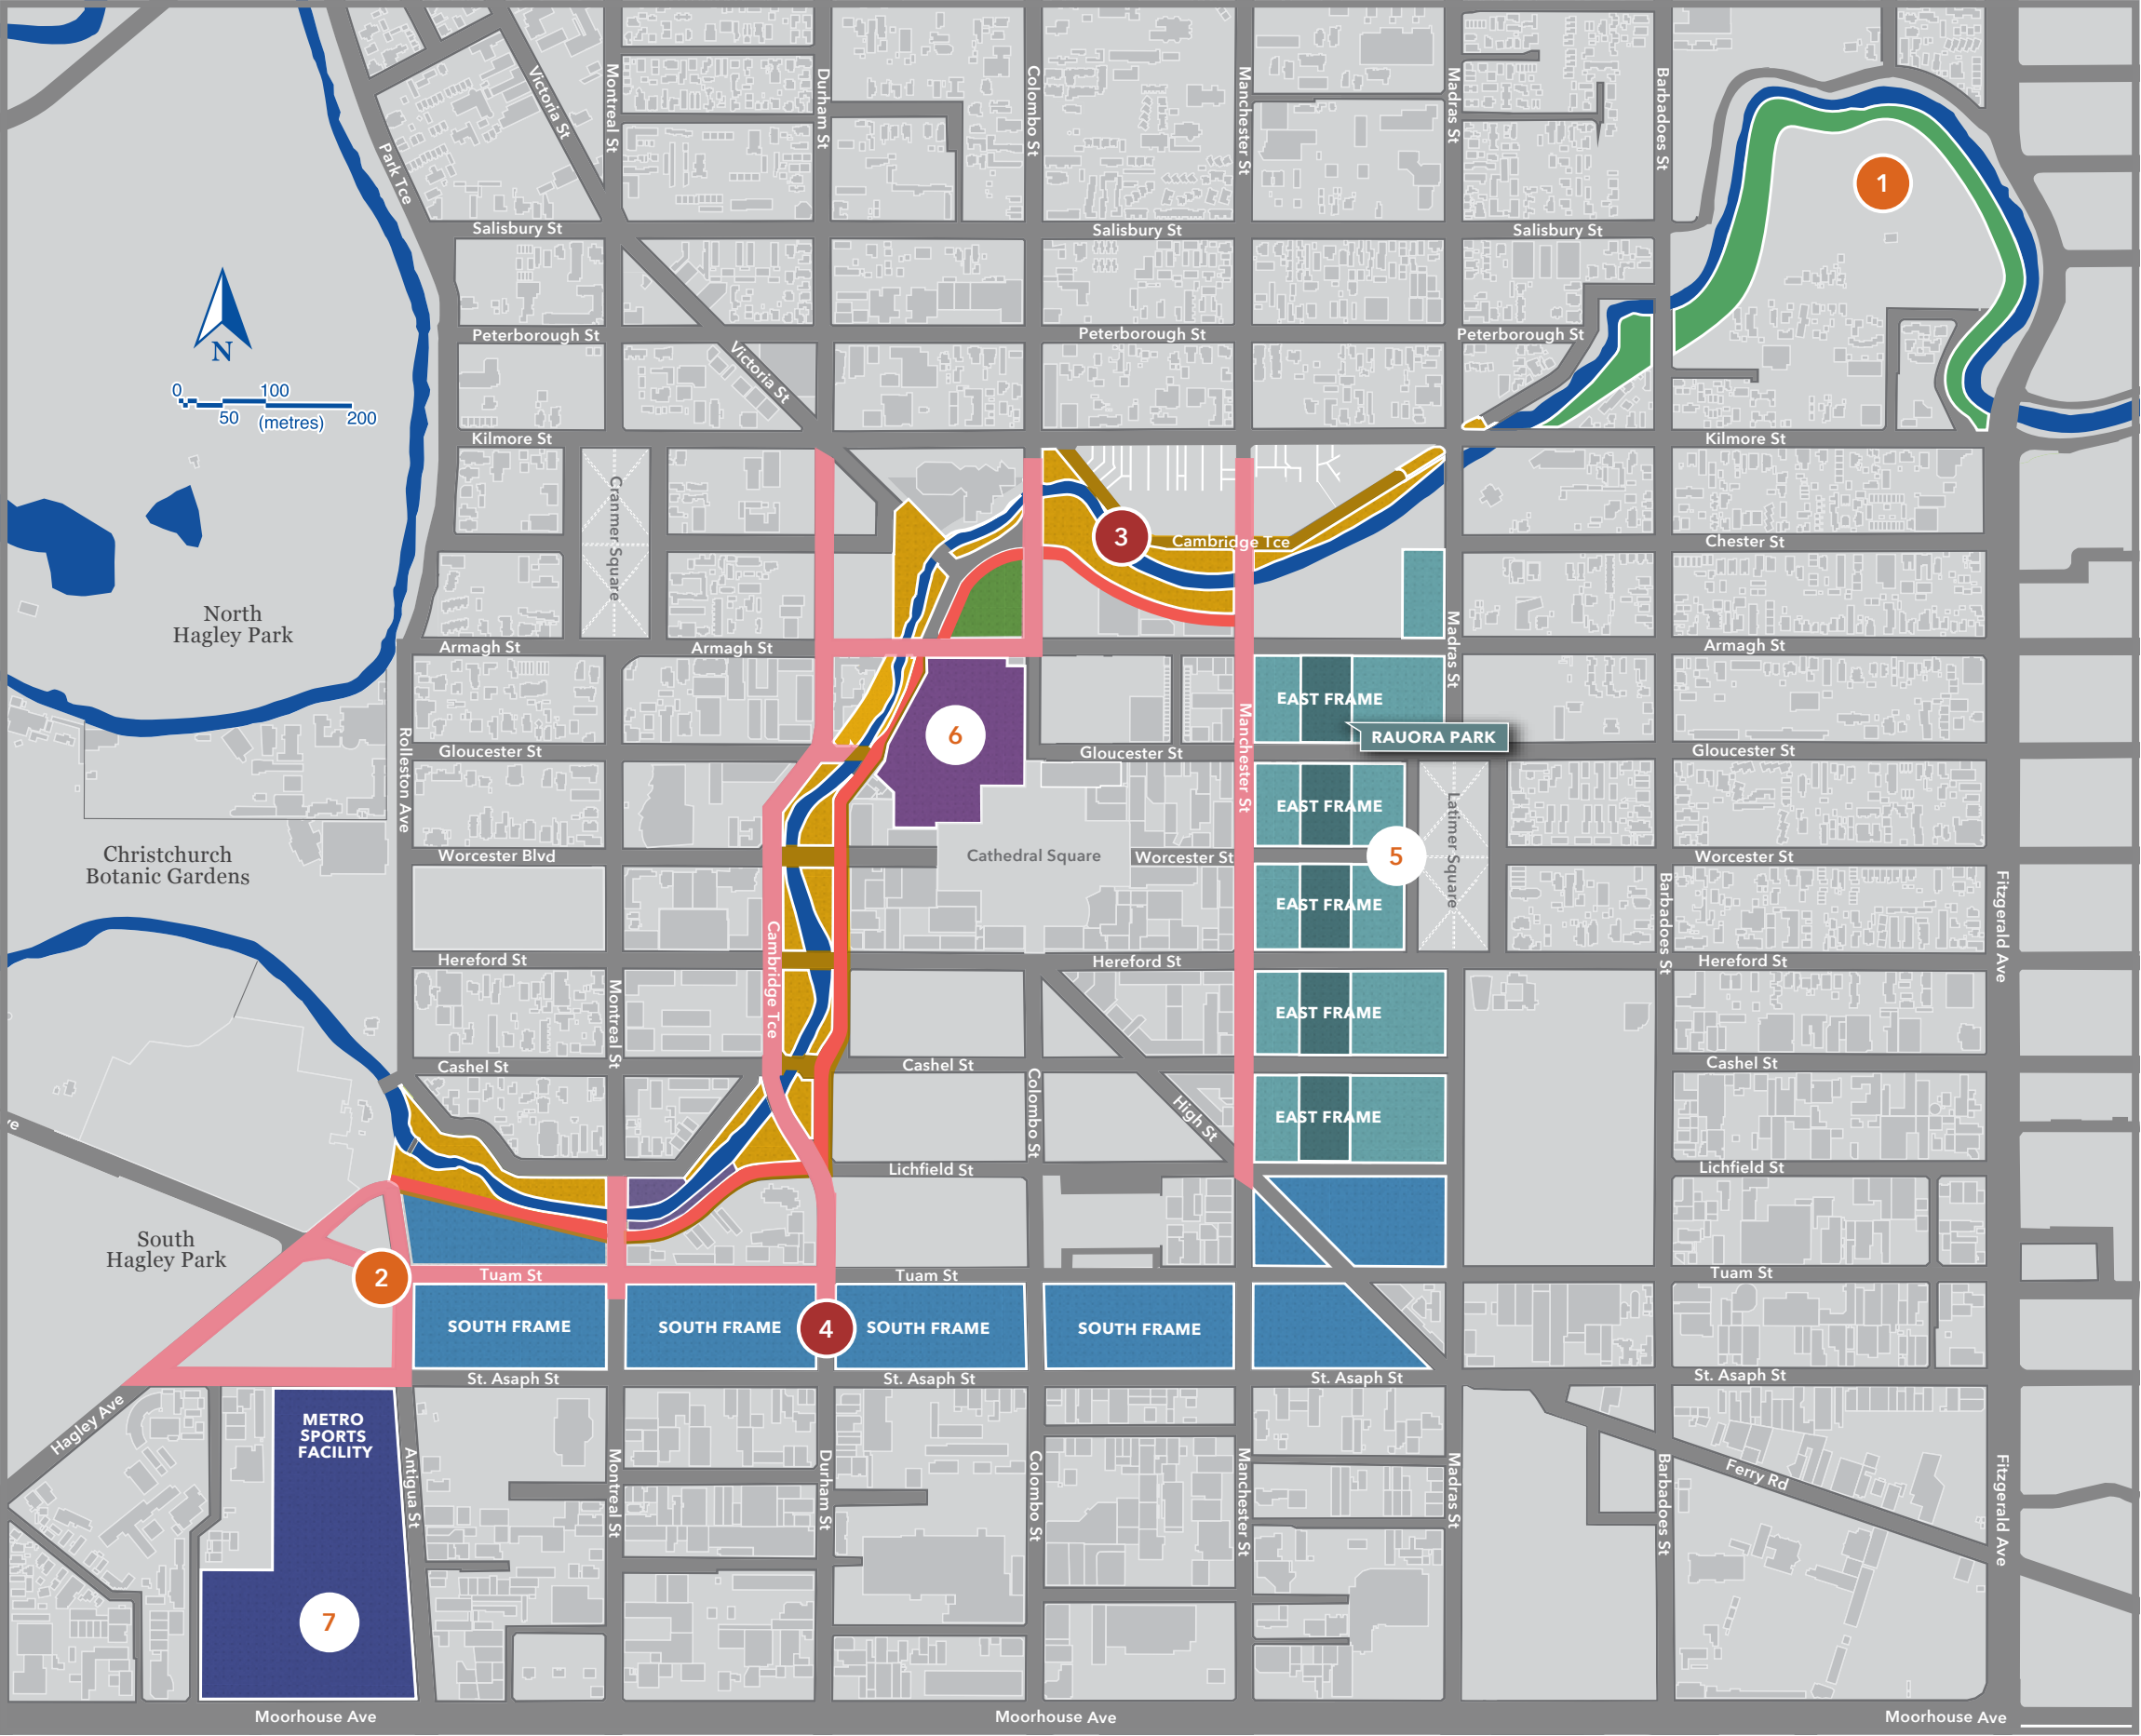 Victoria St
Montreal St
Durham St
Colombo St
Manchester St
Madras St
Barbadoes St
Park Tce
1
Salisbury St
Salisbury St
Salisbury St
N
0
100
50
(metres)
200
Peterborough St
Peterborough St
Peterborough St
Victoria St
Kilmore St
Kilmore St
Cranmer Square
3
Cambridge Tce
Chester St
North
Hagley Park
Armagh St
Armagh St
Madras St
Armagh St
EAST FRAME
RAUORA PARK
6
Rolleston Ave
Gloucester St
Gloucester St
Manchester St
Gloucester St
EAST FRAME
Latimer Square
5
Christchurch
Botanic Gardens
Worcester Blvd
Cathedral Square
Worcester St
Worcester St
EAST FRAME
Barbadoes St
Fitzgerald Ave
Cambridge Tce
Hereford St
Hereford St
Hereford St
Montreal St
EAST FRAME
Cashel St
Cashel St
Cashel St
Colombo St
High St
EAST FRAME
ve
Lichfield St
Lichfield St
South
Hagley Park
2
Tuam St
Tuam St
Tuam St
SOUTH FRAME
SOUTH FRAME
4
SOUTH FRAME
SOUTH FRAME
St. Asaph St
St. Asaph St
St. Asaph St
St. Asaph St
Hagley Ave
METRO
SPORTS
FACILITY
Antigua St
Montreal St
Durham St
Colombo St
Manchester St
Madras St
Barbadoes St
Ferry Rd
Fitzgerald Ave
7
Moorhouse Ave
Moorhouse Ave
Moorhouse Ave